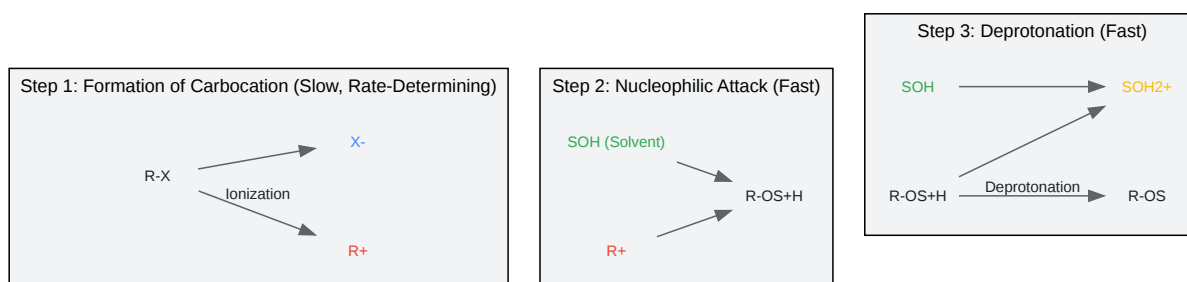 Step 1: Formation of Carbocation (Slow, Rate-Determining)
X-
R-X
Ionization
R+
Step 2: Nucleophilic Attack (Fast)
SOH (Solvent)
R-OS+H
R+
Step 3: Deprotonation (Fast)
SOH
SOH2+
R-OS+H
Deprotonation
R-OS